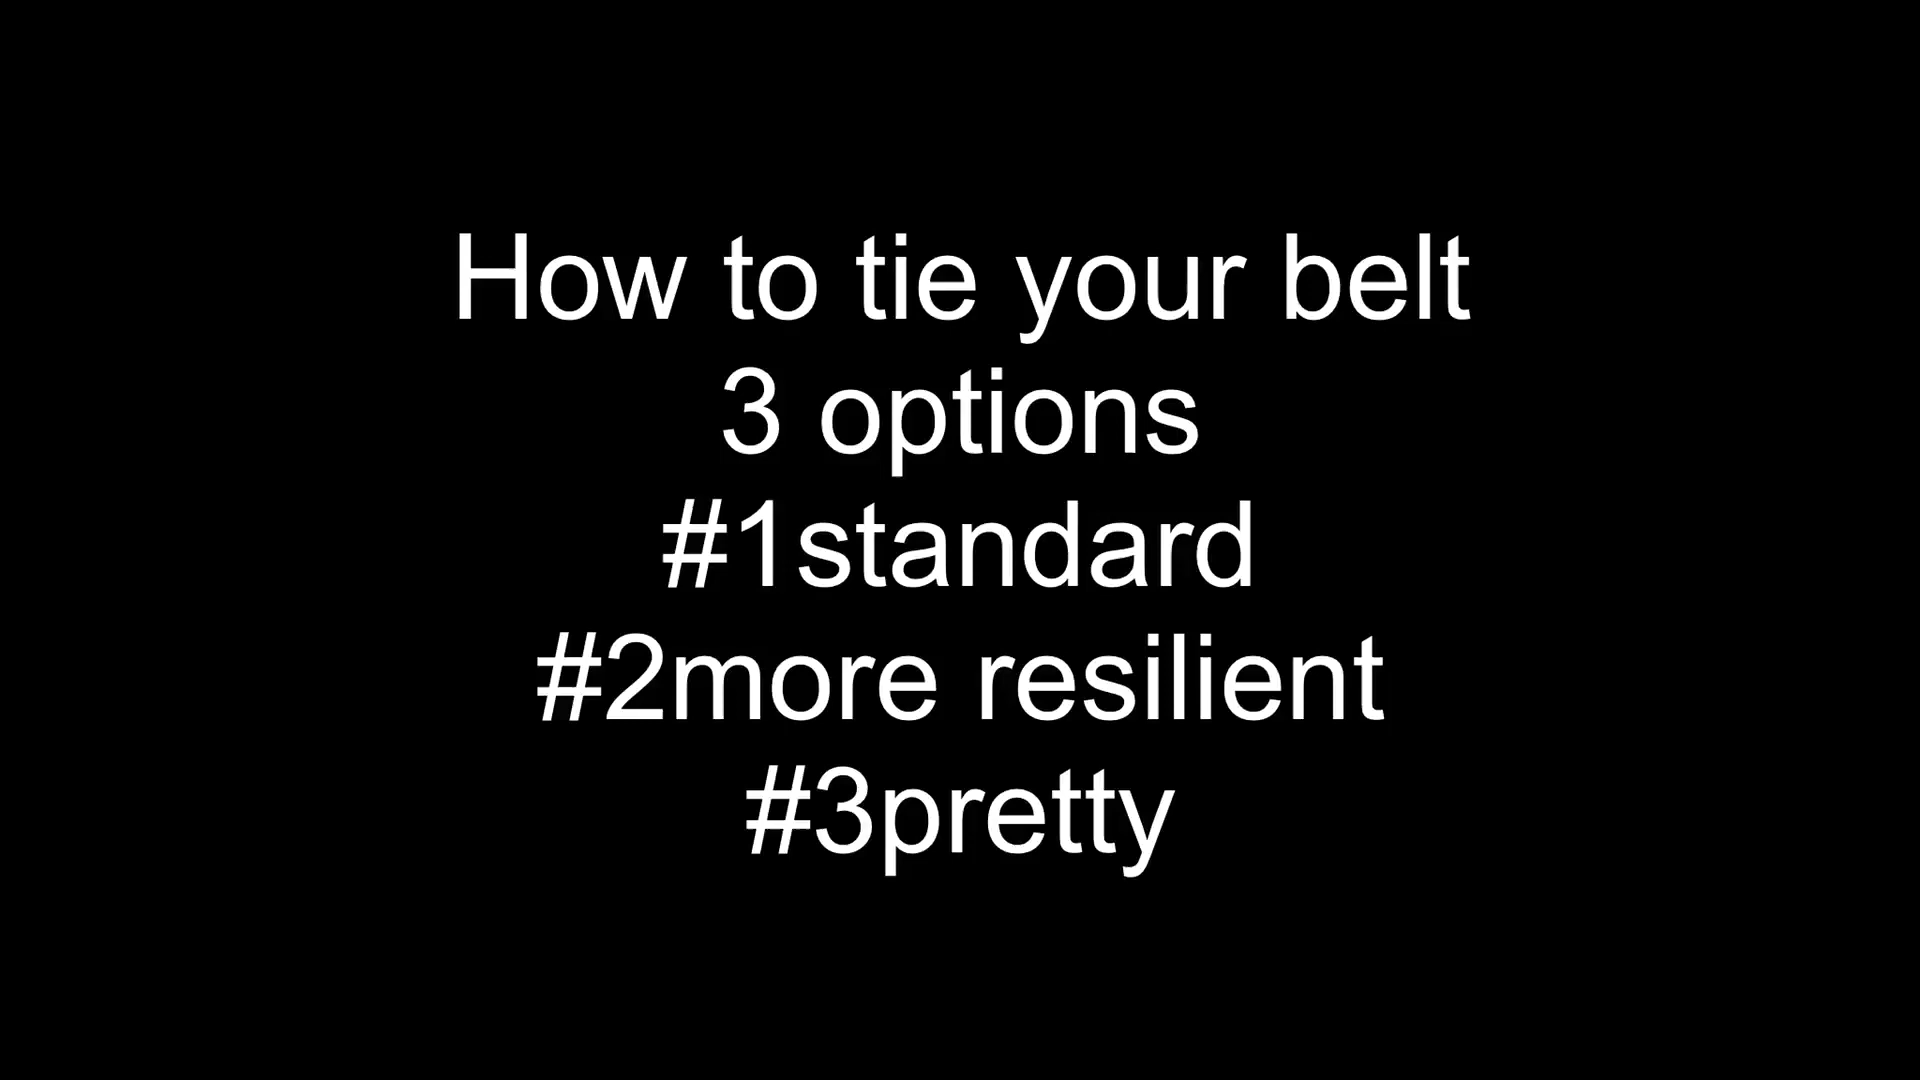 How to tie your belt
3 options
#1standard
#2more resilient
#3pretty